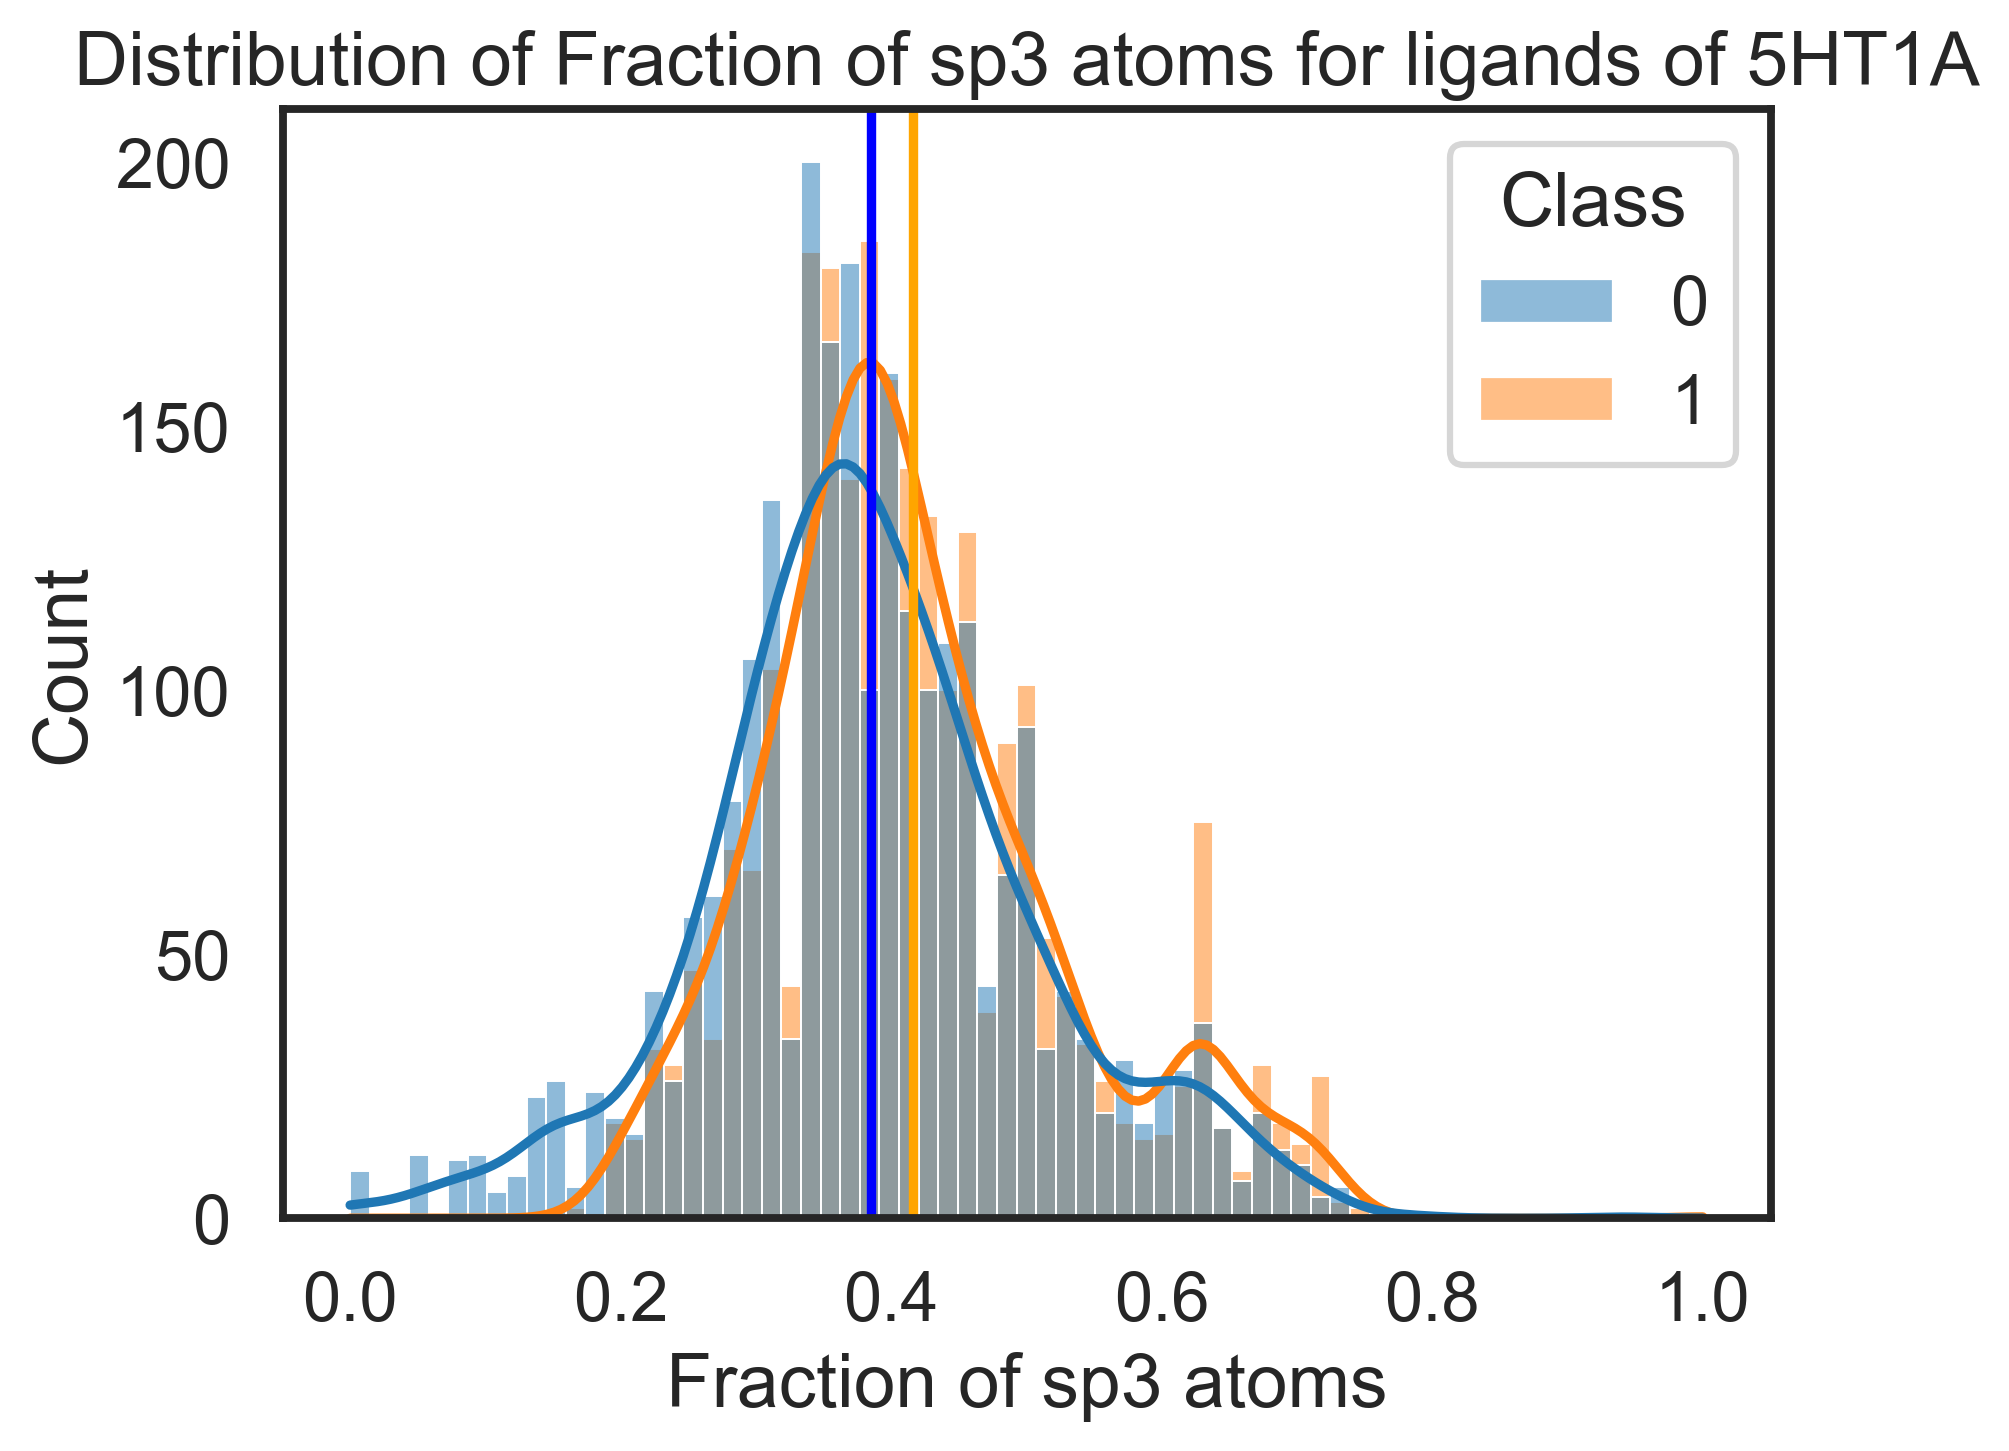 Distribution of Fraction of sp3 atoms for ligands of 5HT1A
200
150
100
50
0
Count
Class
0
1
0.0 0.2 0.4 0.6 0.8 1.0
Fraction of sp3 atoms